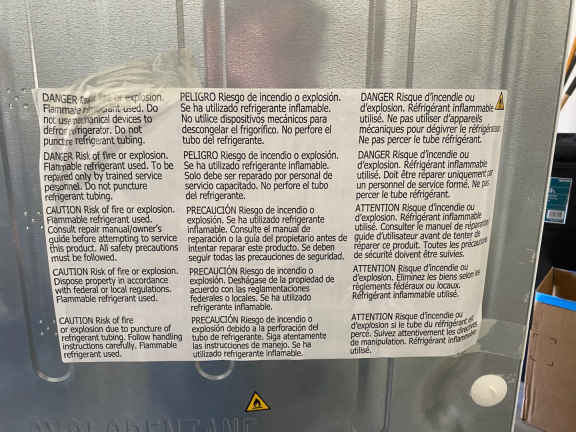 DANGER Risk of fire or explosion.
Flammable refrigerant used. Do
not use mechanical devices to
defrost refrigerator. Do not
puncture refrigerant tubing.
DANGER Risk of fire or explosion.
Flammable refrigerant used. To be
repaired only by trained service
personnel. Do not puncture
refrigerant tubing.
CAUTION Risk of fire or explosion.
Flammable refrigerant used.
Consult repair manual/owner's
guide before attempting to service
this product. All safety precautions
must be followed.
CAUTION Risk of fire or explosion.
Dispose property in accordance
with federal or local regulations.
Flammable refrigerant used.
CAUTION Risk of fire
or explosion due to puncture of
refrigerant tubing. Follow handling
instructions carefully. Flammable
refrigerant used.
PELIGRO Riesgo de incendio o explosión.
Se ha utilizado refrigerante inflamable.
No utilice dispositivos mecánicos para
descongelar el frigorífico. No perfore el
tubo del refrigerante.
PELIGRO Riesgo de incendio o explosión.
Se ha utilizado refrigerante inflamable.
Solo debe ser reparado por personal de
servicio capacitado. No perfore el tubo
del refrigerante.
PRECAUCIÓN Riesgo de incendio o
explosión. Se ha utilizado refrigerante
inflamable. Consulte el manual de
reparación o la guía del propietario antes de
intentar reparar este producto. Se deben
seguir todas las precauciones de seguridad.
PRECAUCIÓN Riesgo de incendio o
explosión. Deshágase de la propiedad de
acuerdo con las reglamentaciones
federales o locales. Se ha utilizado
refrigerante inflamable.
PRECAUCIÓN Riesgo de incendio o
explosión debido a la perforación del
tubo de refrigerante. Siga atentamente
las instrucciones de manejo. Se ha
utilizado refrigerante inflamable.
DANGER Risque d'incendie ou
d'explosion. Réfrigérant inflammable
utilisé. Ne pas utiliser d'appareils
mécaniques pour dégivrer le réfrigérateur.
Ne pas percer le tube réfrigérant.
DANGER Risque d'incendie ou
d'explosion. Réfrigérant inflammable
utilisé. Doit être réparer uniquement par
un personnel de service formé. Ne pas
percer le tube réfrigérant.
ATTENTION Risque d'incendie ou
d'explosion. Réfrigérant inflammable
utilisé. Consulter le manuel de réparation
guide d'utilisateur avant de tenter de
réparer ce produit. Toutes les précautions
de sécurité doivent être suivies.
ATTENTION Risque d'incendie ou
d'explosion. Éliminez les biens selon les
règlements fédéraux ou locaux.
Réfrigérant inflammable utilisé.
ATTENTION Risque d'incendie ou
d'explosion si le tube du réfrigérant est
percé. Suivez attentivement les directives
de manipulation. Réfrigérant inflammable
utilisé.